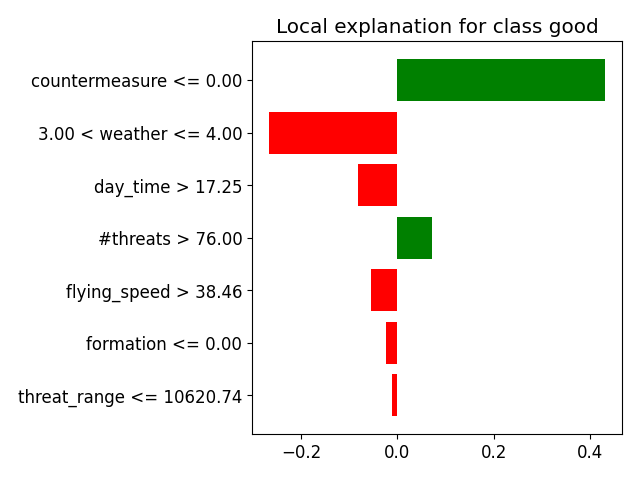 Local explanation for class good
countermeasure <= 0.00
3.00 < weather <= 4.00
day_time > 17.25
#threats > 76.00
flying_speed > 38.46
formation <= 0.00
threat_range <= 10620.74
−0.2 0.0 0.2 0.4